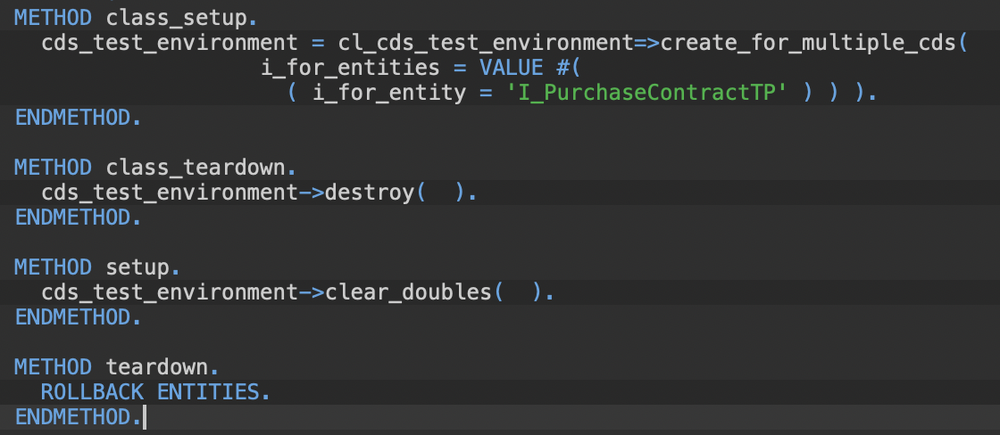 METHOD class_setup.
  cds_test_environment = cl_cds_test_environment=>create_for_multiple_cds(
                   i_for_entities = VALUE #(
                     ( i_for_entity = 'I_PurchaseContractTP' ) ) ).
ENDMETHOD.

METHOD class_teardown.
  cds_test_environment->destroy(  ).
ENDMETHOD.

METHOD setup.
  cds_test_environment->clear_doubles(  ).
ENDMETHOD.

METHOD teardown.
  ROLLBACK ENTITIES.
ENDMETHOD.